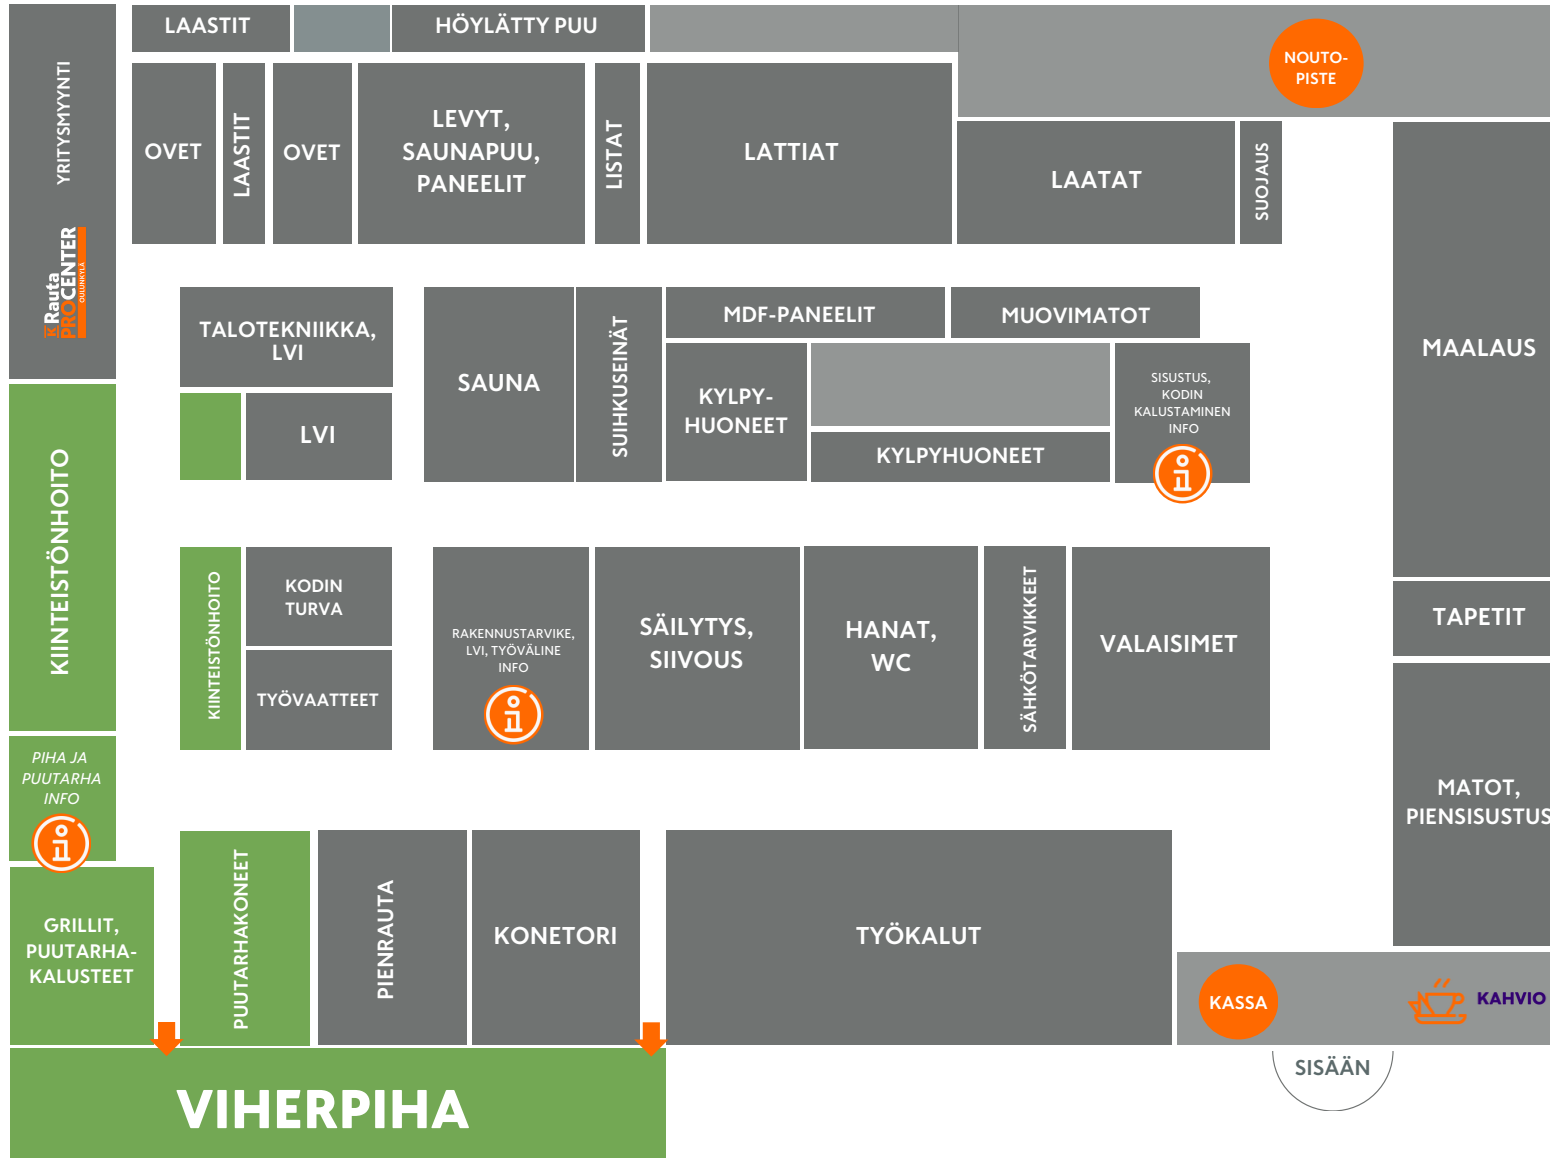 LAASTIT
HÖYLÄTTY PUU
NOUTO-
PISTE
YRITYSMYYNTI
K Rauta
PROCENTER
OULUNKYLÄ
OVET
LAASTIT
OVET
LEVYT,
SAUNAPUU,
PANEELIT
LISTAT
LATTIAT
LAATAT
SUOJAUS
MAALAUS
TALOTEKNIIKKA,
LVI
SAUNA
SUIHKUSEINÄT
MDF-PANEELIT
MUOVIMATOT
KYLPY-
HUONEET
SISUSTUS,
KODIN
KALUSTAMINEN
INFO
LVI
KYLPYHUONEET
KIINTEISTÖNHOITO
KIINTEISTÖNHOITO
KODIN
TURVA
TYÖVAATTEET
RAKENNUSTARVIKE,
LVI, TYÖVÄLINE
INFO
SÄILYTYS,
SIIVOUS
HANAT,
WC
SÄHKÖTARVIKKEET
VALAISIMET
TAPETIT
MATOT,
PIENSISUSTUS
PIHA JA
PUUTARHA
INFO
GRILLIT,
PUUTARHA-
KALUSTEET
PUUTARHAKONEET
PIENRAUTA
KONETORI
TYÖKALUT
KASSA
KAHVIO
SISÄÄN
VIHERPIHA